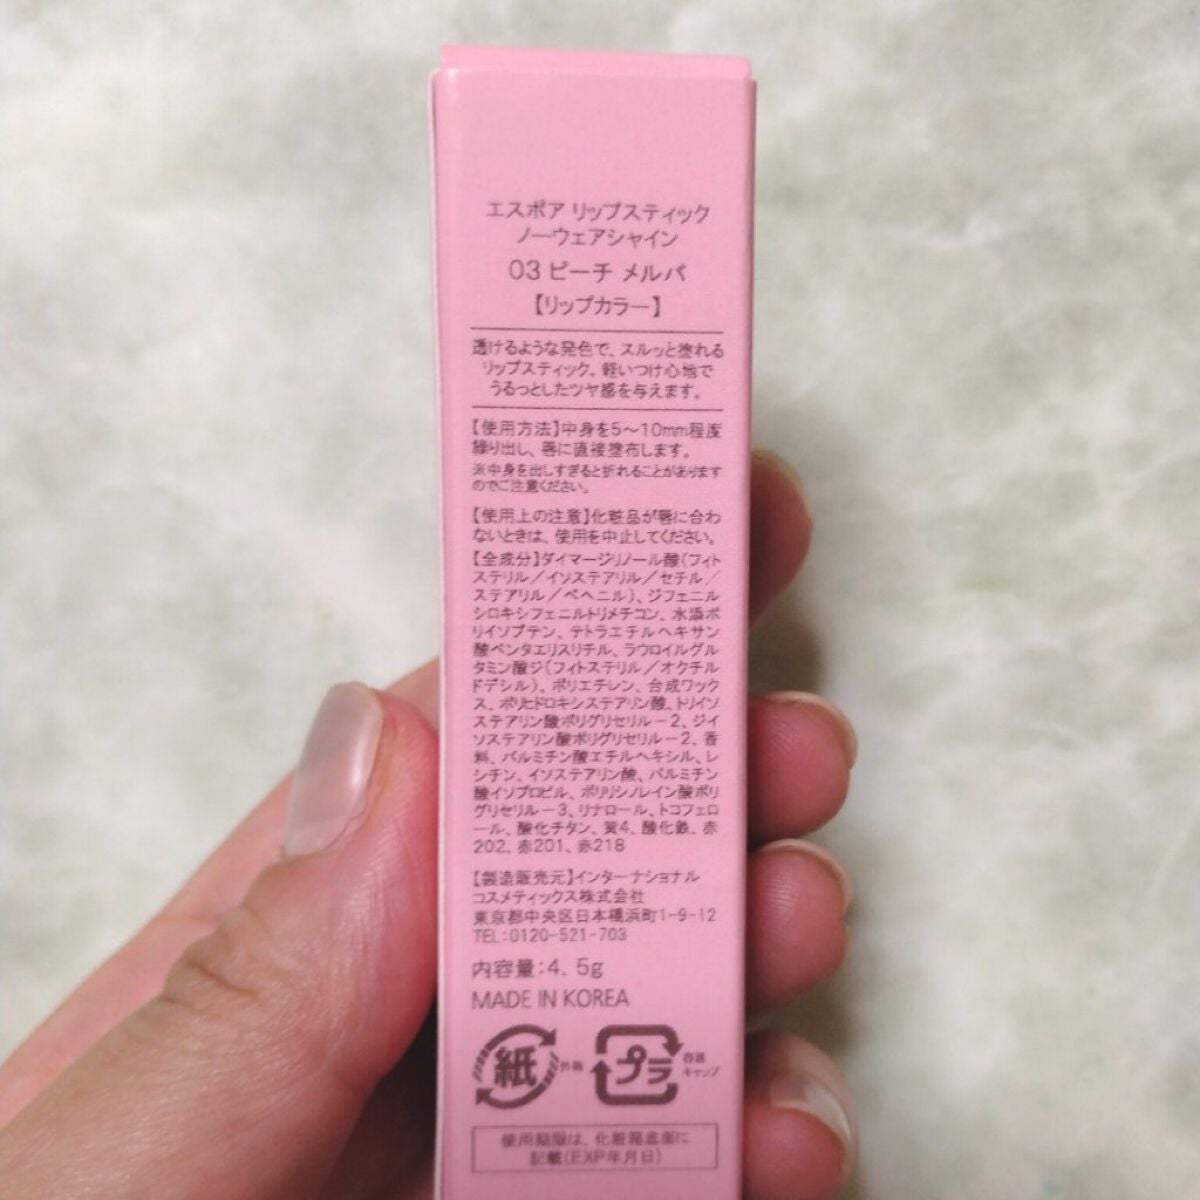 エスポア リップスティック
ノーウェアシャイン
03 ピーチ メルバ
【リップカラー】
透けるような発色で、スルッと塗れる
リップスティック。軽いつけ心地で
うるっとしたツヤ感を与えます。
【使用方法】中身を5～10mm程度
繰り出し、唇に直接塗布します。
※中身を出しすぎると折れることがあります
のでご注意ください。
【使用上の注意】化粧品が唇に合わ
ないときは、使用を中止してください。
【全成分】ダイマージリノール酸(フィト
ステリル/イソステアリル/セチル/
ステアリル/ベヘニル)、ジフェニル
シロキシフェニルトリメチコン、水添ポ
リイソブテン、テトラエチルヘキサン
酸ペンタエリスリチル、ラウロイルグル
タミン酸ジ(フィトステリル/オクチル
ドデシル)、ポリエチレン、合成ワック
ス、ポリヒドロキシステアリン酸、トリイソ
ステアリン酸ポリグリセリル－2、ジイ
ソステアリン酸ポリグリセリル－2、香
料、パルミチン酸エチルヘキシル、レ
シチン、イソステアリン酸、パルミチン
酸イソプロピル、ポリリシノレイン酸ポリ
グリセリル－3、リナロール、トコフェロ
ール、酸化チタン、黄4、酸化鉄、赤
202、赤201、赤218
【製造販売元】インターナショナル
コスメティックス株式会社
東京都中央区日本橋浜町1-9-12
TEL:0120-521-703
内容量:4.5g
MADE IN KOREA
紙 外箱
プラ 容器
キャップ
使用期限は、化粧箱底面に
記載(EXP年月日)